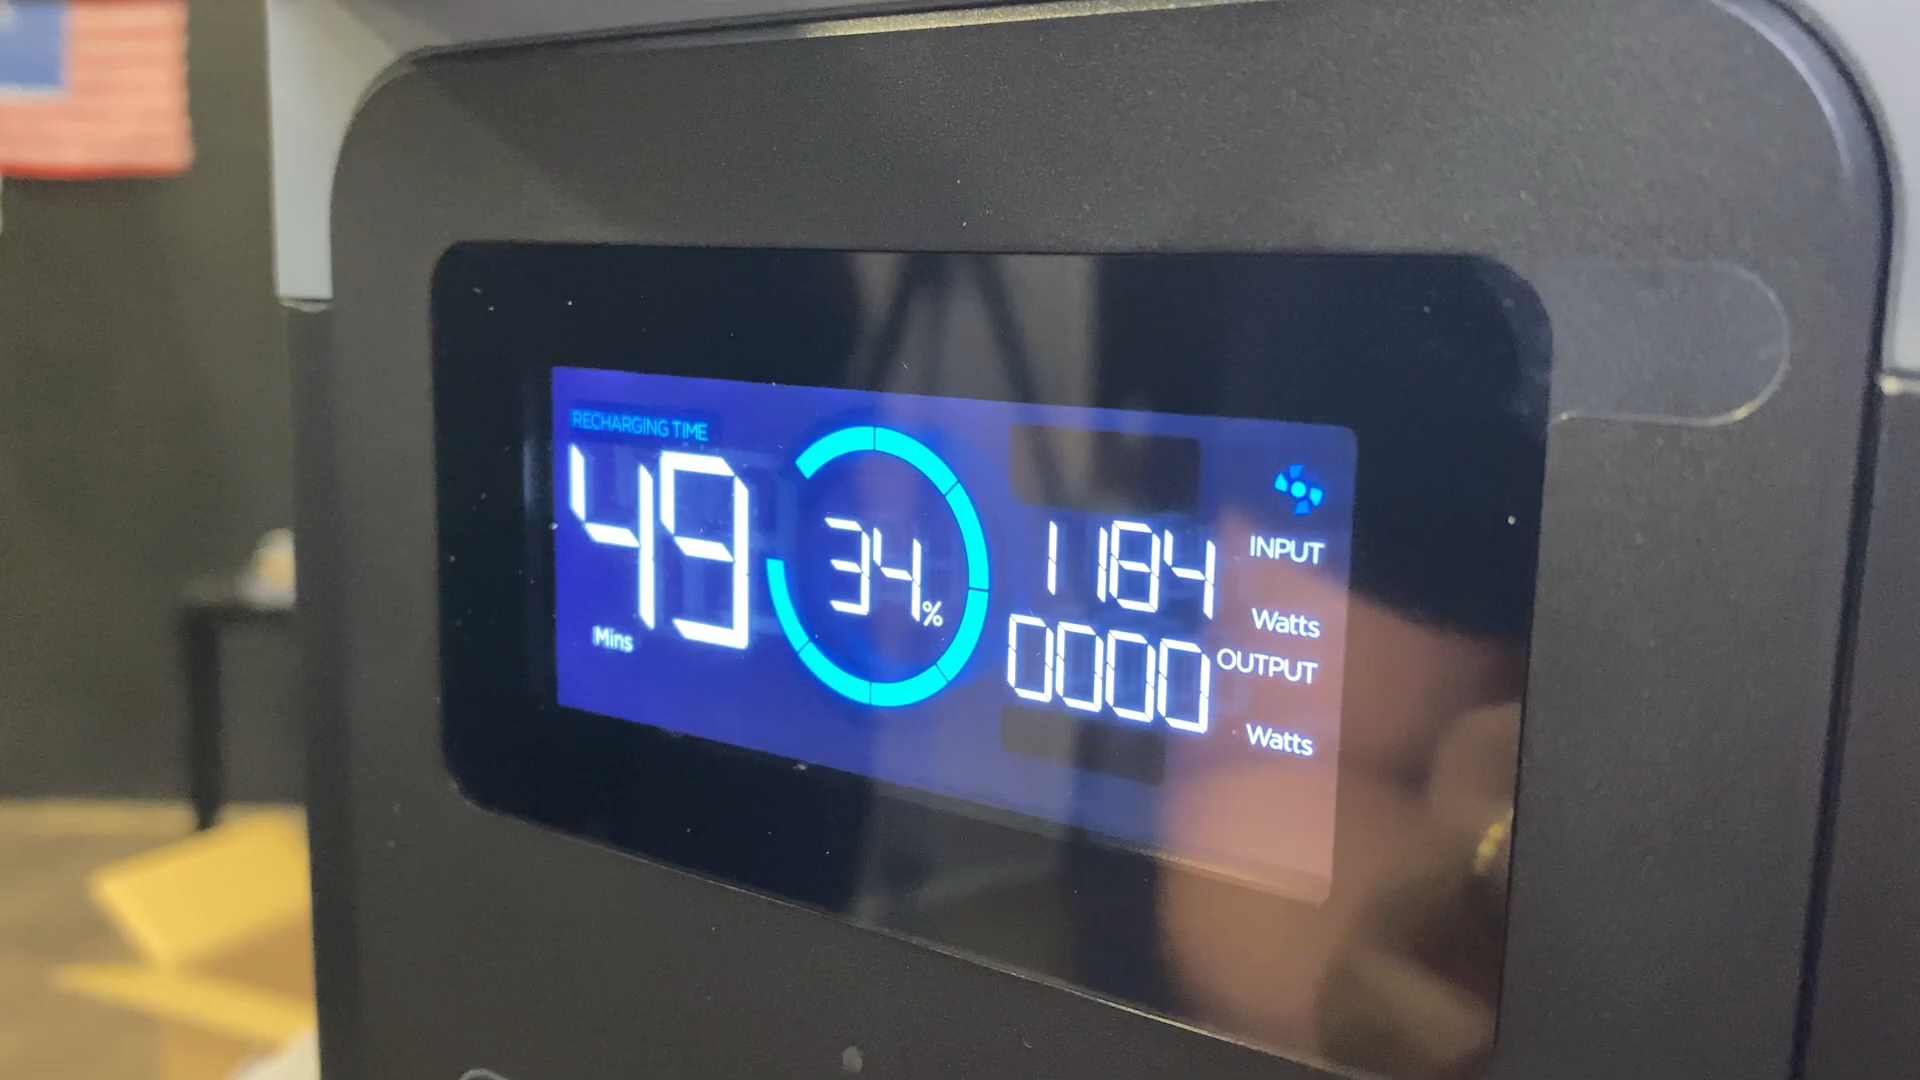 RECHARGING TIME
49
Mins
34%
1184 INPUT
Watts
0000 OUTPUT
Watts